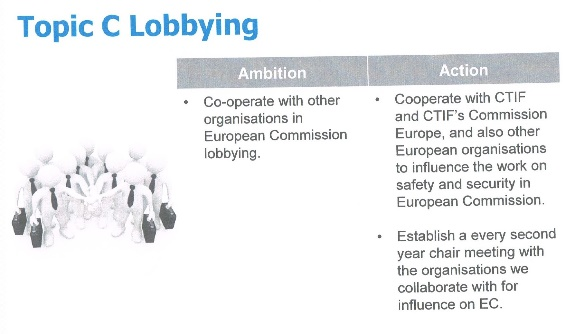 Topic C Lobbying
Ambition
Action
• Co-operate with other
organisations in
European Commission
lobbying.
• Cooperate with CTIF
and CTIF's Commission
Europe, and also other
European organisations
to influence the work on
safety and security in
European Commission.
• Establish a every second
year chair meeting with
the organisations we
collaborate with for
influence on EC.